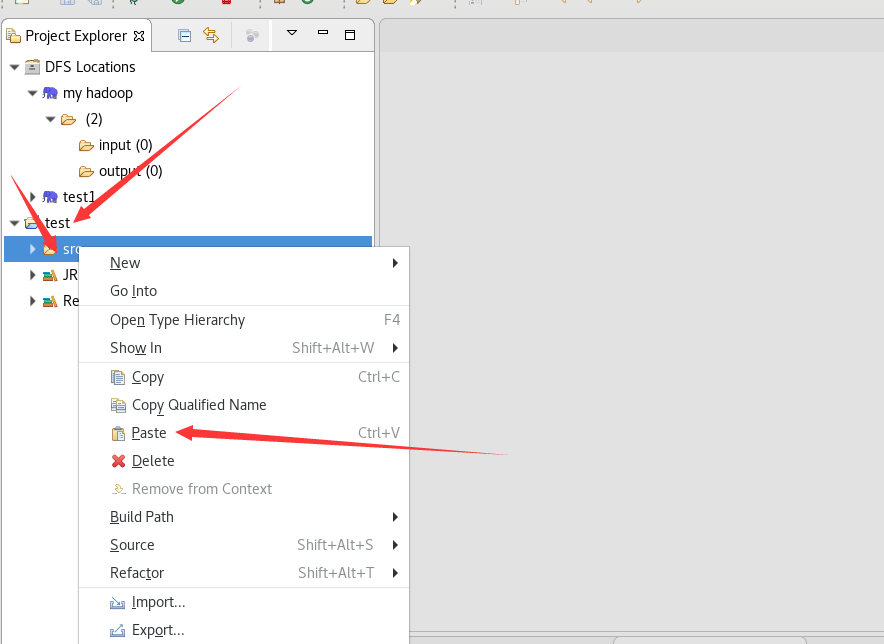 Project Explorer
DFS Locations
my hadoop
(2)
input (0)
output (0)
test1
test
src
JR
Re
New
Go Into
Open Type Hierarchy F4
Show In Shift+Alt+W
Copy Ctrl+C
Copy Qualified Name
Paste Ctrl+V
Delete
Remove from Context
Build Path
Source Shift+Alt+S
Refactor Shift+Alt+T
Import...
Export...